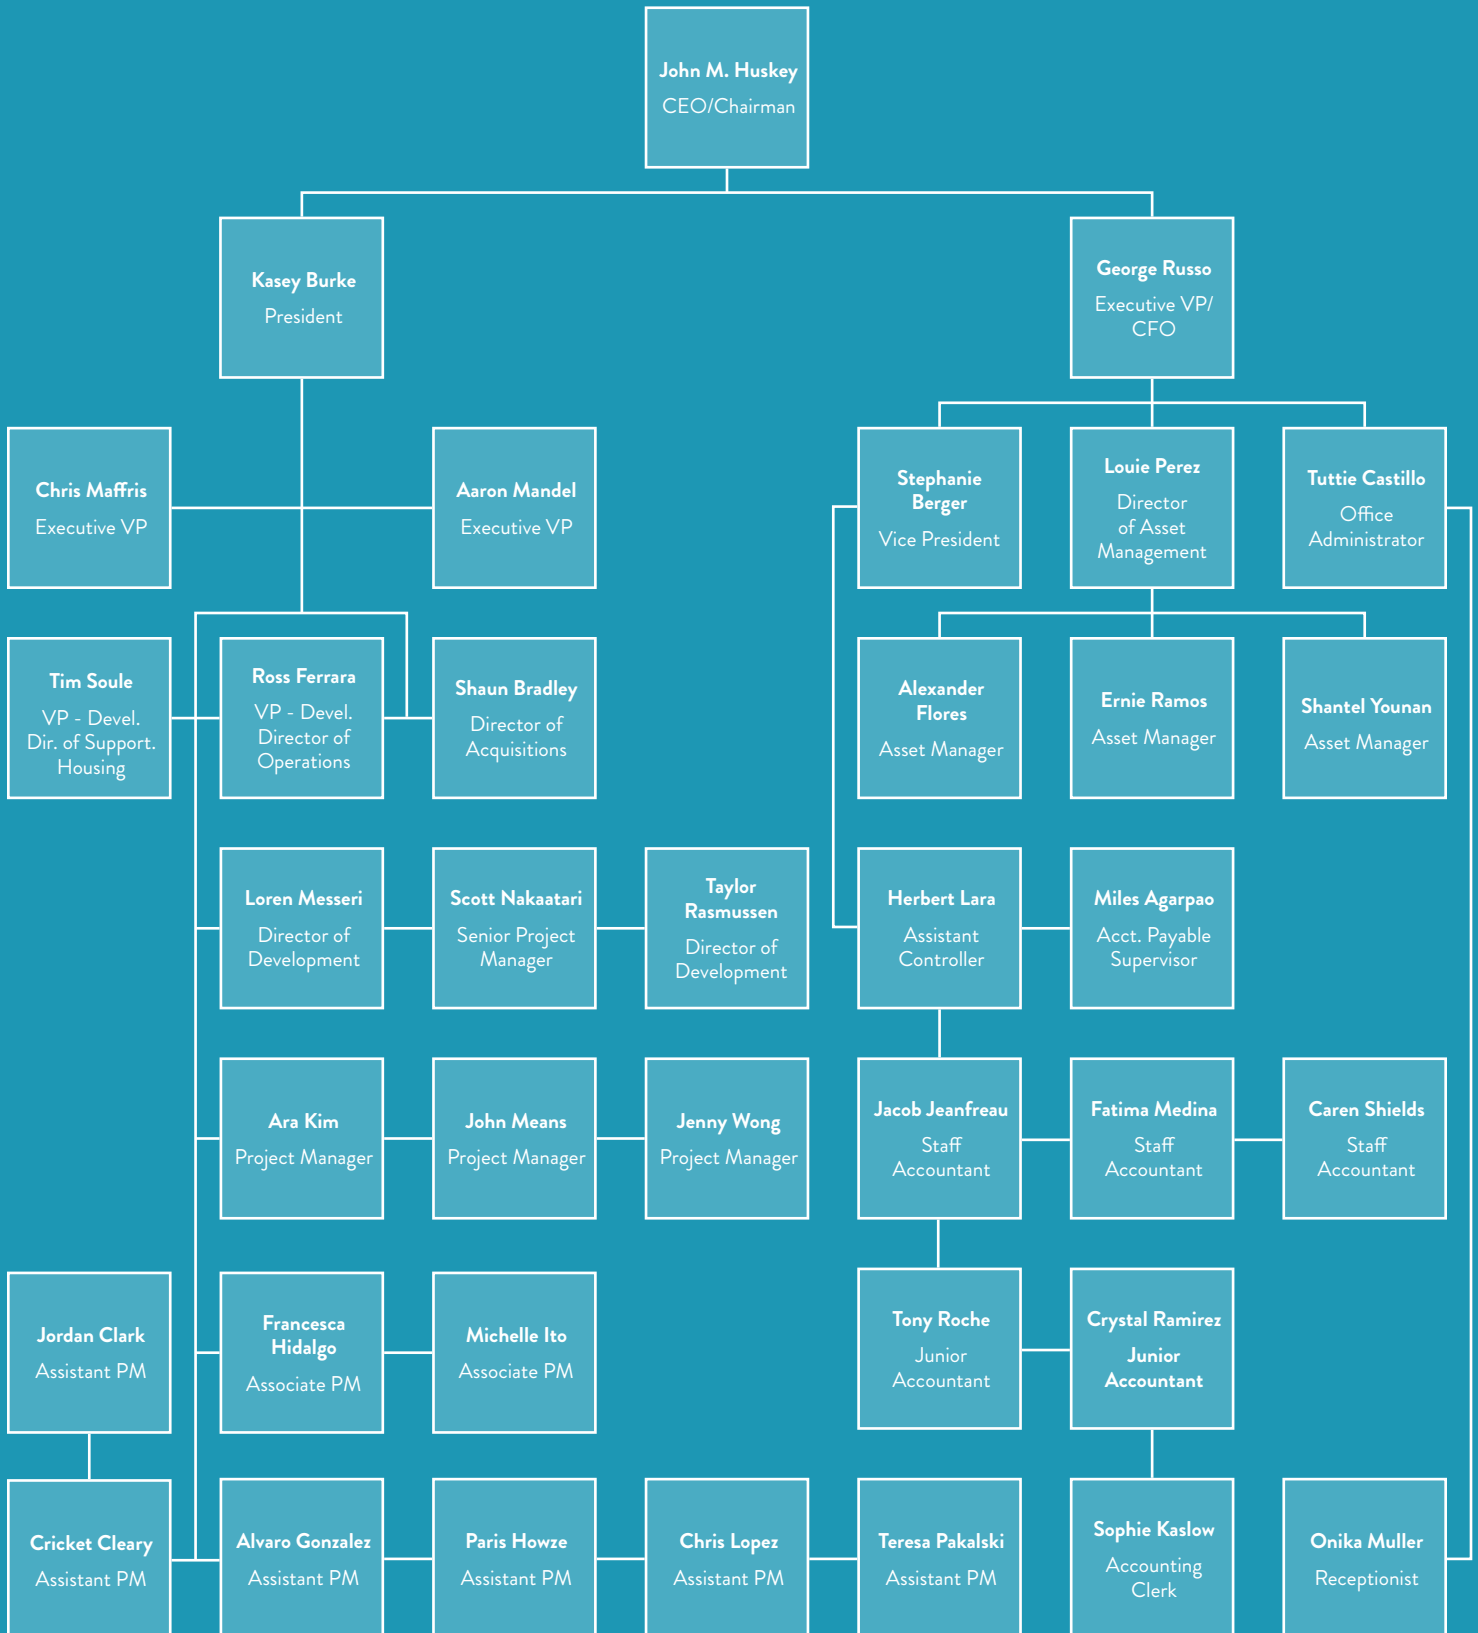 John M. Huskey
CEO/Chairman
Kasey Burke
President
George Russo
Executive VP/
CFO
Chris Maffris
Executive VP
Aaron Mandel
Executive VP
Stephanie
Berger
Vice President
Louie Perez
Director
of Asset
Management
Tuttie Castillo
Office
Administrator
Tim Soule
VP - Devel.
Dir. of Support.
Housing
Ross Ferrara
VP - Devel.
Director of
Operations
Shaun Bradley
Director of
Acquisitions
Alexander
Flores
Asset Manager
Ernie Ramos
Asset Manager
Shantel Younan
Asset Manager
Loren Messeri
Director of
Development
Scott Nakaatari
Senior Project
Manager
Taylor
Rasmussen
Director of
Development
Herbert Lara
Assistant
Controller
Miles Agarpao
Acct. Payable
Supervisor
Ara Kim
Project Manager
John Means
Project Manager
Jenny Wong
Project Manager
Jacob Jeanfreau
Staff
Accountant
Fatima Medina
Staff
Accountant
Caren Shields
Staff
Accountant
Jordan Clark
Assistant PM
Francesca
Hidalgo
Associate PM
Michelle Ito
Associate PM
Tony Roche
Junior
Accountant
Crystal Ramirez
Junior
Accountant
Cricket Cleary
Assistant PM
Alvaro Gonzalez
Assistant PM
Paris Howze
Assistant PM
Chris Lopez
Assistant PM
Teresa Pakalski
Assistant PM
Sophie Kaslow
Accounting
Clerk
Onika Muller
Receptionist